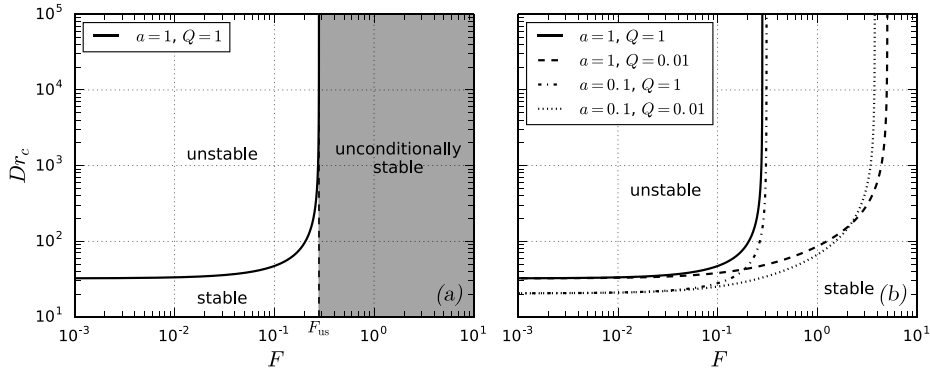 a = 1, Q = 1
unstable
unconditionally
stable
stable
(a)
F_us
10^5
10^4
10^3
10^2
10^1
Dr_c
10^-3
10^-2
10^-1
10^0
10^1
F
a = 1, Q = 1
a = 1, Q = 0.01
a = 0.1, Q = 1
a = 0.1, Q = 0.01
unstable
stable
(b)
10^-3
10^-2
10^-1
10^0
10^1
F